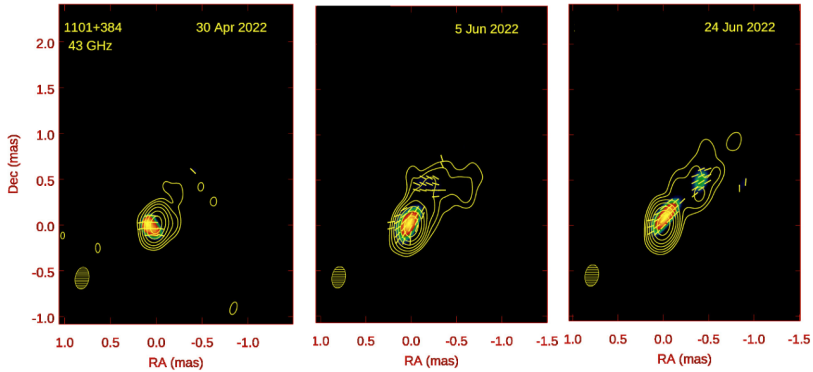 1101+384 30 Apr 2022
43 GHz
5 Jun 2022
24 Jun 2022
Dec (mas)
2.0
1.5
1.0
0.5
0.0
-0.5
-1.0
1.0 0.5 0.0 -0.5 -1.0
RA (mas)
1.0 0.5 0.0 -0.5 -1.0 -1.5
RA (mas)
1.0 0.5 0.0 -0.5 -1.0 -1.5
RA (mas)